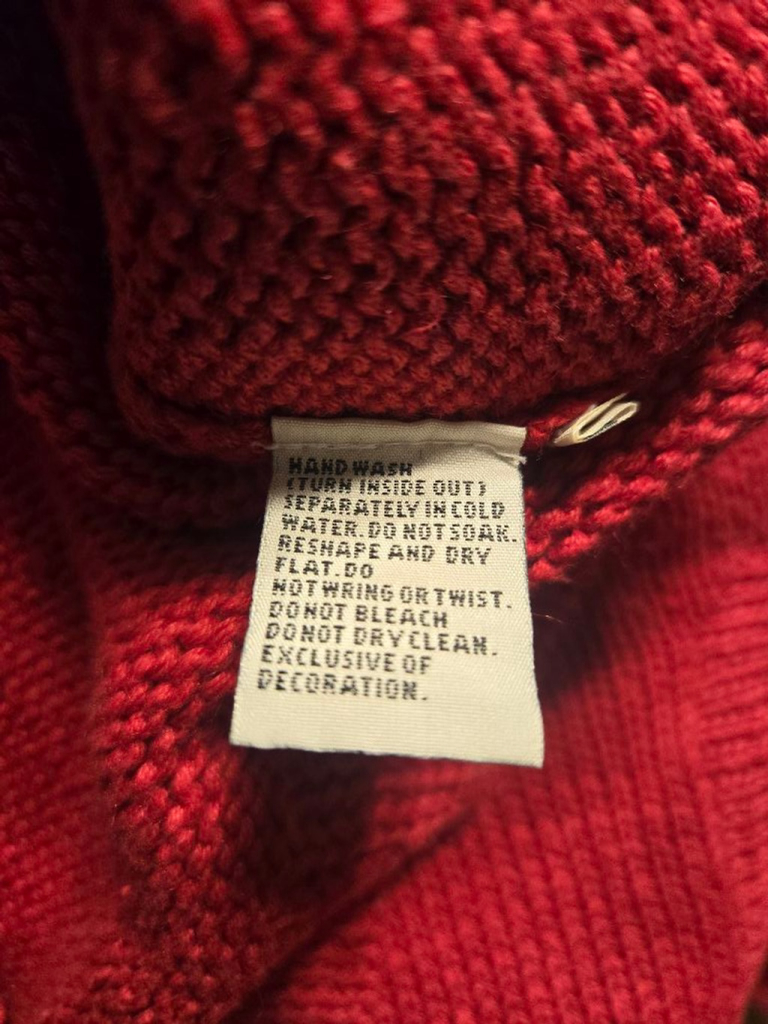 HAND WASH
(TURN INSIDE OUT)
SEPARATELY IN COLD
WATER. DO NOT SOAK.
RESHAPE AND DRY
FLAT. DO
NOT WRING OR TWIST.
DO NOT BLEACH
DO NOT DRY CLEAN.
EXCLUSIVE OF
DECORATION.